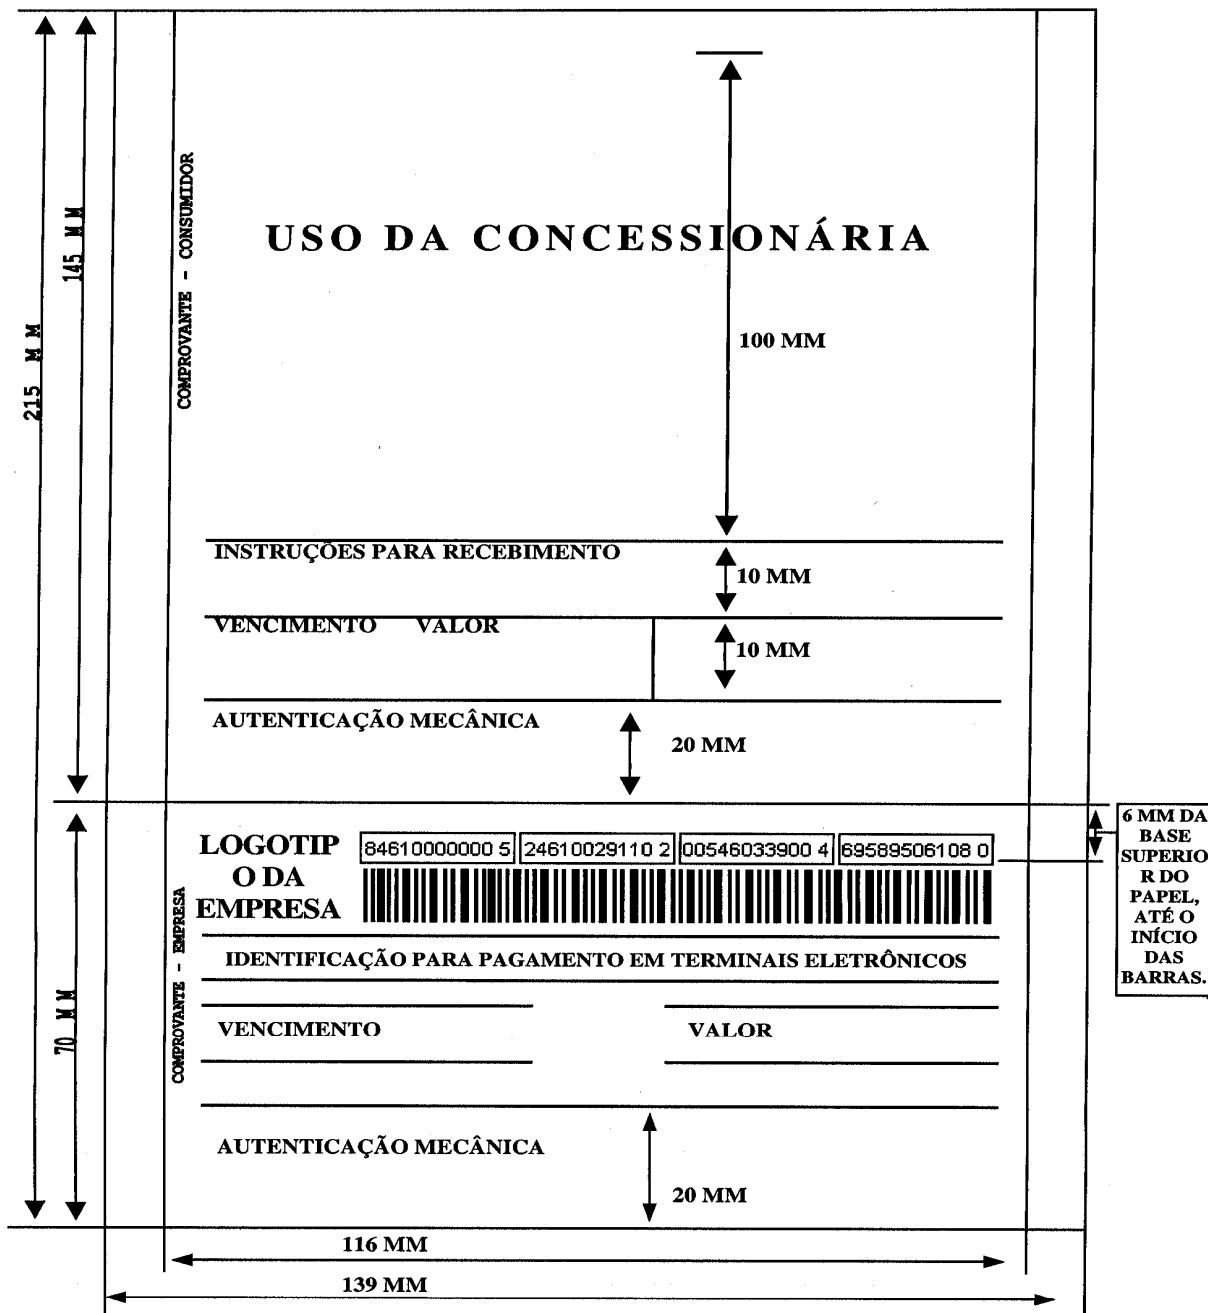 215 M M
145 M M
COMPROVANTE - CONSUMIDOR
USO DA CONCESSIONÁRIA
100 MM
INSTRUÇÕES PARA RECEBIMENTO
10 MM
VENCIMENTO VALOR
10 MM
AUTENTICAÇÃO MECÂNICA
20 MM
6 MM DA
BASE
SUPERIO
R DO
PAPEL,
ATÉ O
INÍCIO
DAS
BARRAS.
70 M M
COMPROVANTE - EMPRESA
LOGOTIP
O DA
EMPRESA
84610000000 5 24610029110 2 00546033900 4 69589506108 0
IDENTIFICAÇÃO PARA PAGAMENTO EM TERMINAIS ELETRÔNICOS
VENCIMENTO VALOR
AUTENTICAÇÃO MECÂNICA
20 MM
116 MM
139 MM